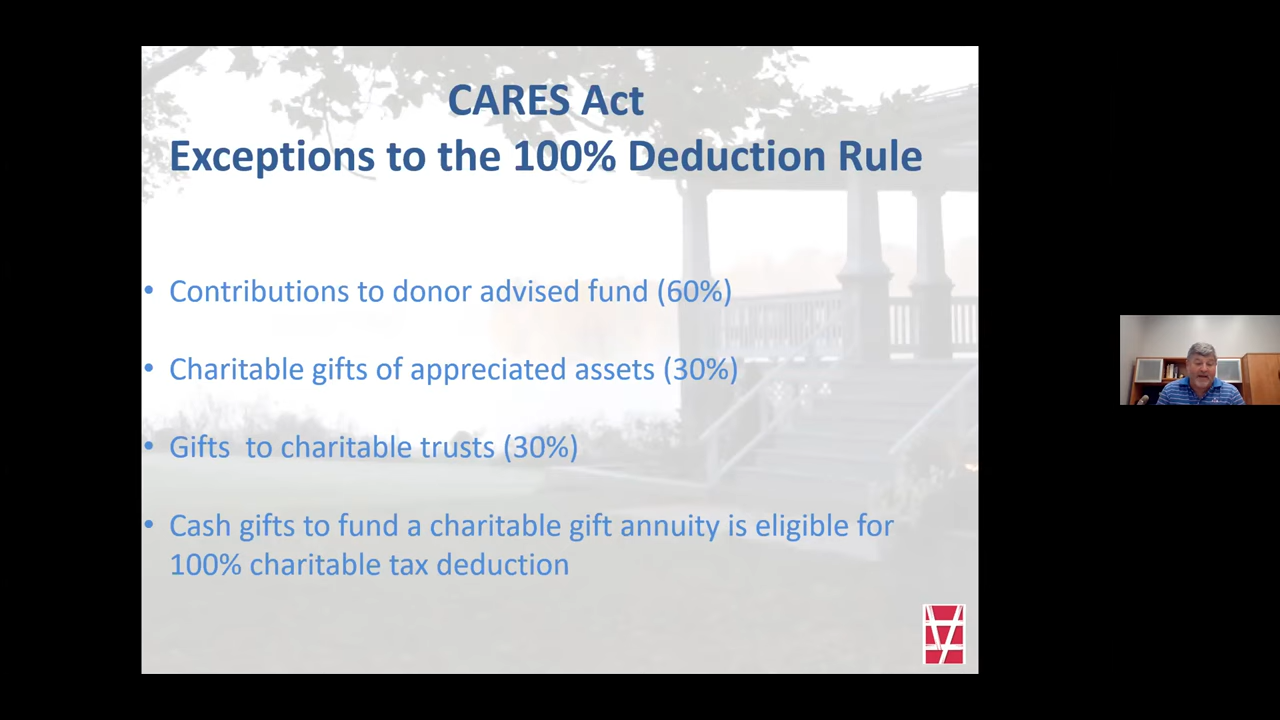 CARES Act
Exceptions to the 100% Deduction Rule
• Contributions to donor advised fund (60%)
• Charitable gifts of appreciated assets (30%)
• Gifts  to charitable trusts (30%)
• Cash gifts to fund a charitable gift annuity is eligible for
100% charitable tax deduction